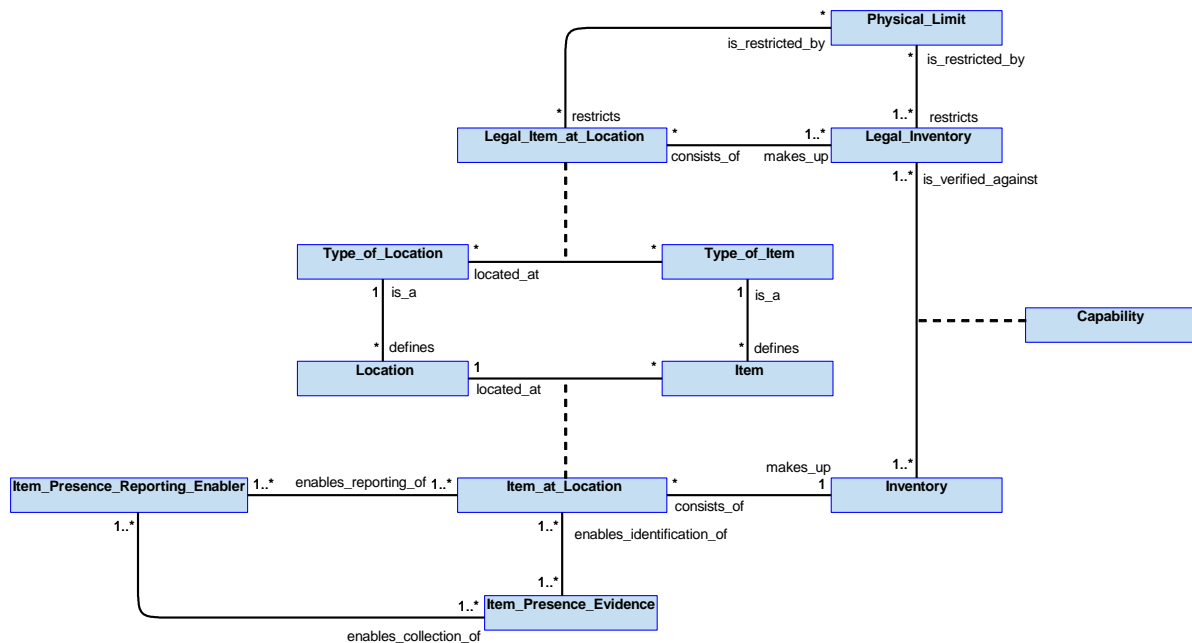 *
Physical_Limit
is_restricted_by
*
is_restricted_by
*
restricts
1..*
restricts
Legal_Item_at_Location
*
1..*
Legal_Inventory
consists_of
makes_up
1..*
is_verified_against
Type_of_Location
*
*
Type_of_Item
located_at
1
is_a
1
is_a
Capability
*
defines
*
defines
Location
1
*
Item
located_at
makes_up
1..*
Item_Presence_Reporting_Enabler
1..*
enables_reporting_of
1..*
Item_at_Location
*
1
Inventory
consists_of
1..*
1..*
enables_identification_of
1..*
1..*
Item_Presence_Evidence
enables_collection_of